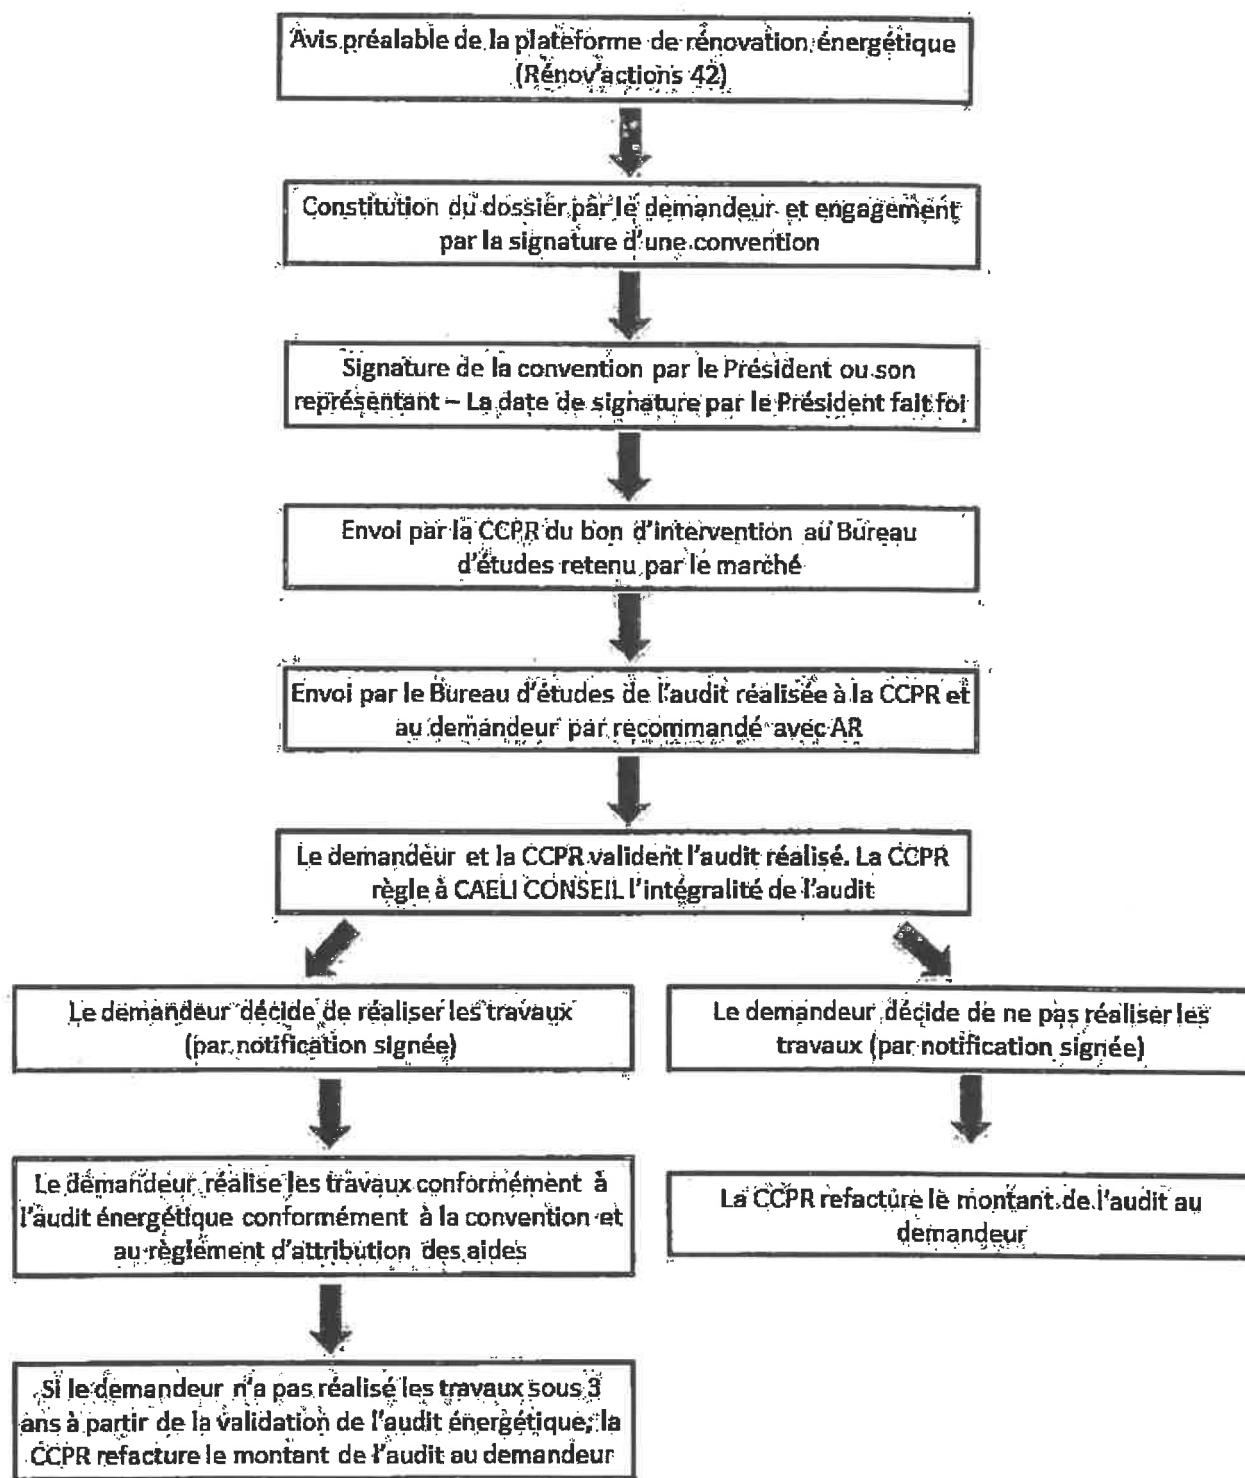 Avis préalable de la plateforme de rénovation énergétique
(Rénov'actions 42)
Constitution du dossier par le demandeur et engagement
par la signature d'une convention
Signature de la convention par le Président ou son
représentant – La date de signature par le Président fait foi
Envoi par la CCPR du bon d'intervention au Bureau
d'études retenu par le marché
Envoi par le Bureau d'études de l'audit réalisée à la CCPR et
au demandeur par recommandé avec AR
Le demandeur et la CCPR valident l'audit réalisé. La CCPR
règle à CAELI CONSEIL l'intégralité de l'audit
Le demandeur décide de réaliser les travaux
(par notification signée)
Le demandeur décide de ne pas réaliser les
travaux (par notification signée)
Le demandeur réalise les travaux conformément à
l'audit énergétique conformément à la convention et
au règlement d'attribution des aides
La CCPR refacture le montant de l'audit au
demandeur
Si le demandeur n'a pas réalisé les travaux sous 3
ans à partir de la validation de l'audit énergétique, la
CCPR refacture le montant de l'audit au demandeur